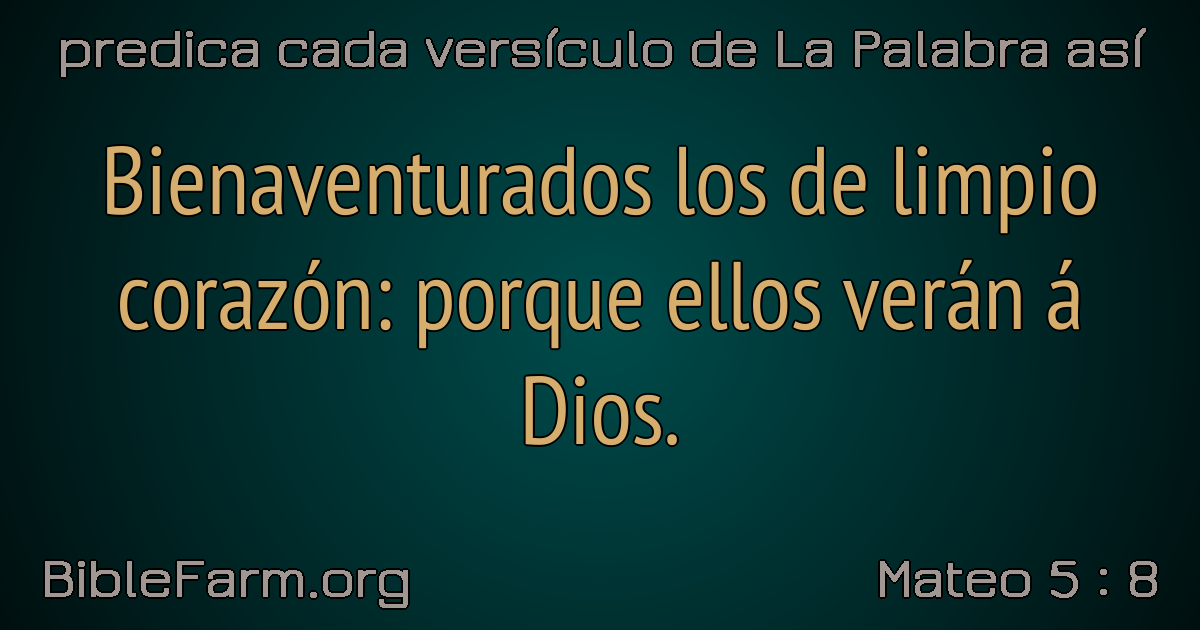 predica cada versículo de La Palabra así
Bienaventurados los de limpio
corazón: porque ellos verán á
Dios.
BibleFarm.org
Mateo 5 : 8